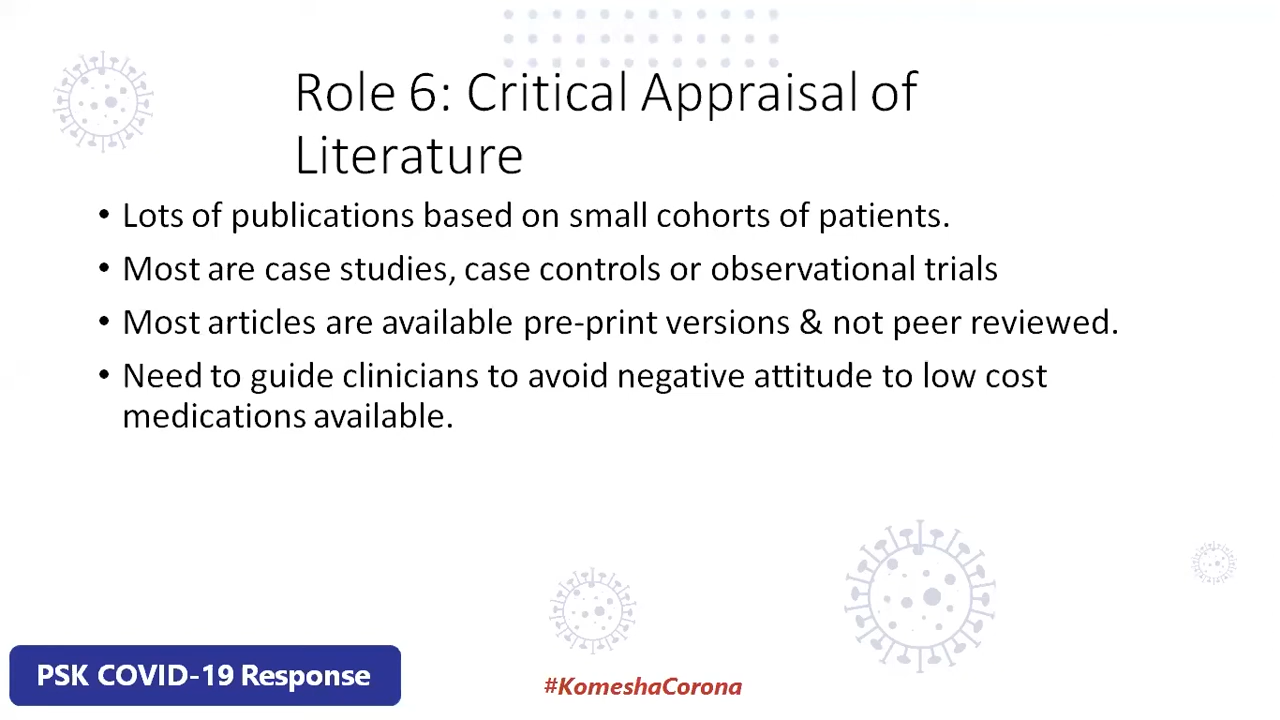 Role 6: Critical Appraisal of
Literature
• Lots of publications based on small cohorts of patients.
• Most are case studies, case controls or observational trials
• Most articles are available pre-print versions & not peer reviewed.
• Need to guide clinicians to avoid negative attitude to low cost
medications available.
PSK COVID-19 Response
#KomeshaCorona